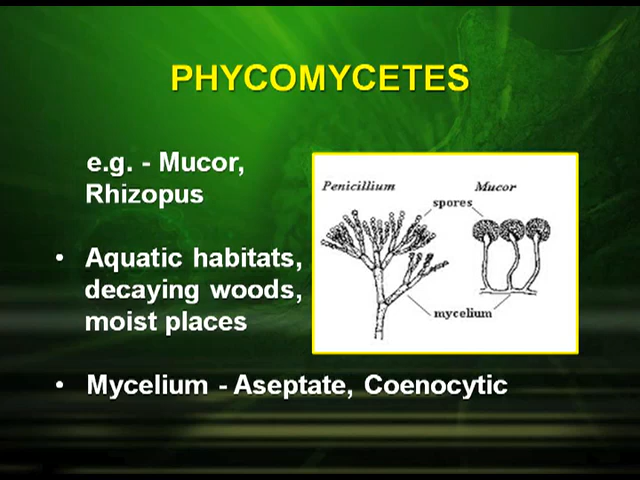 PHYCOMYCETES
e.g. - Mucor,
Rhizopus
• Aquatic habitats,
decaying woods,
moist places
Penicillium Mucor
spores
mycelium
• Mycelium - Aseptate, Coenocytic